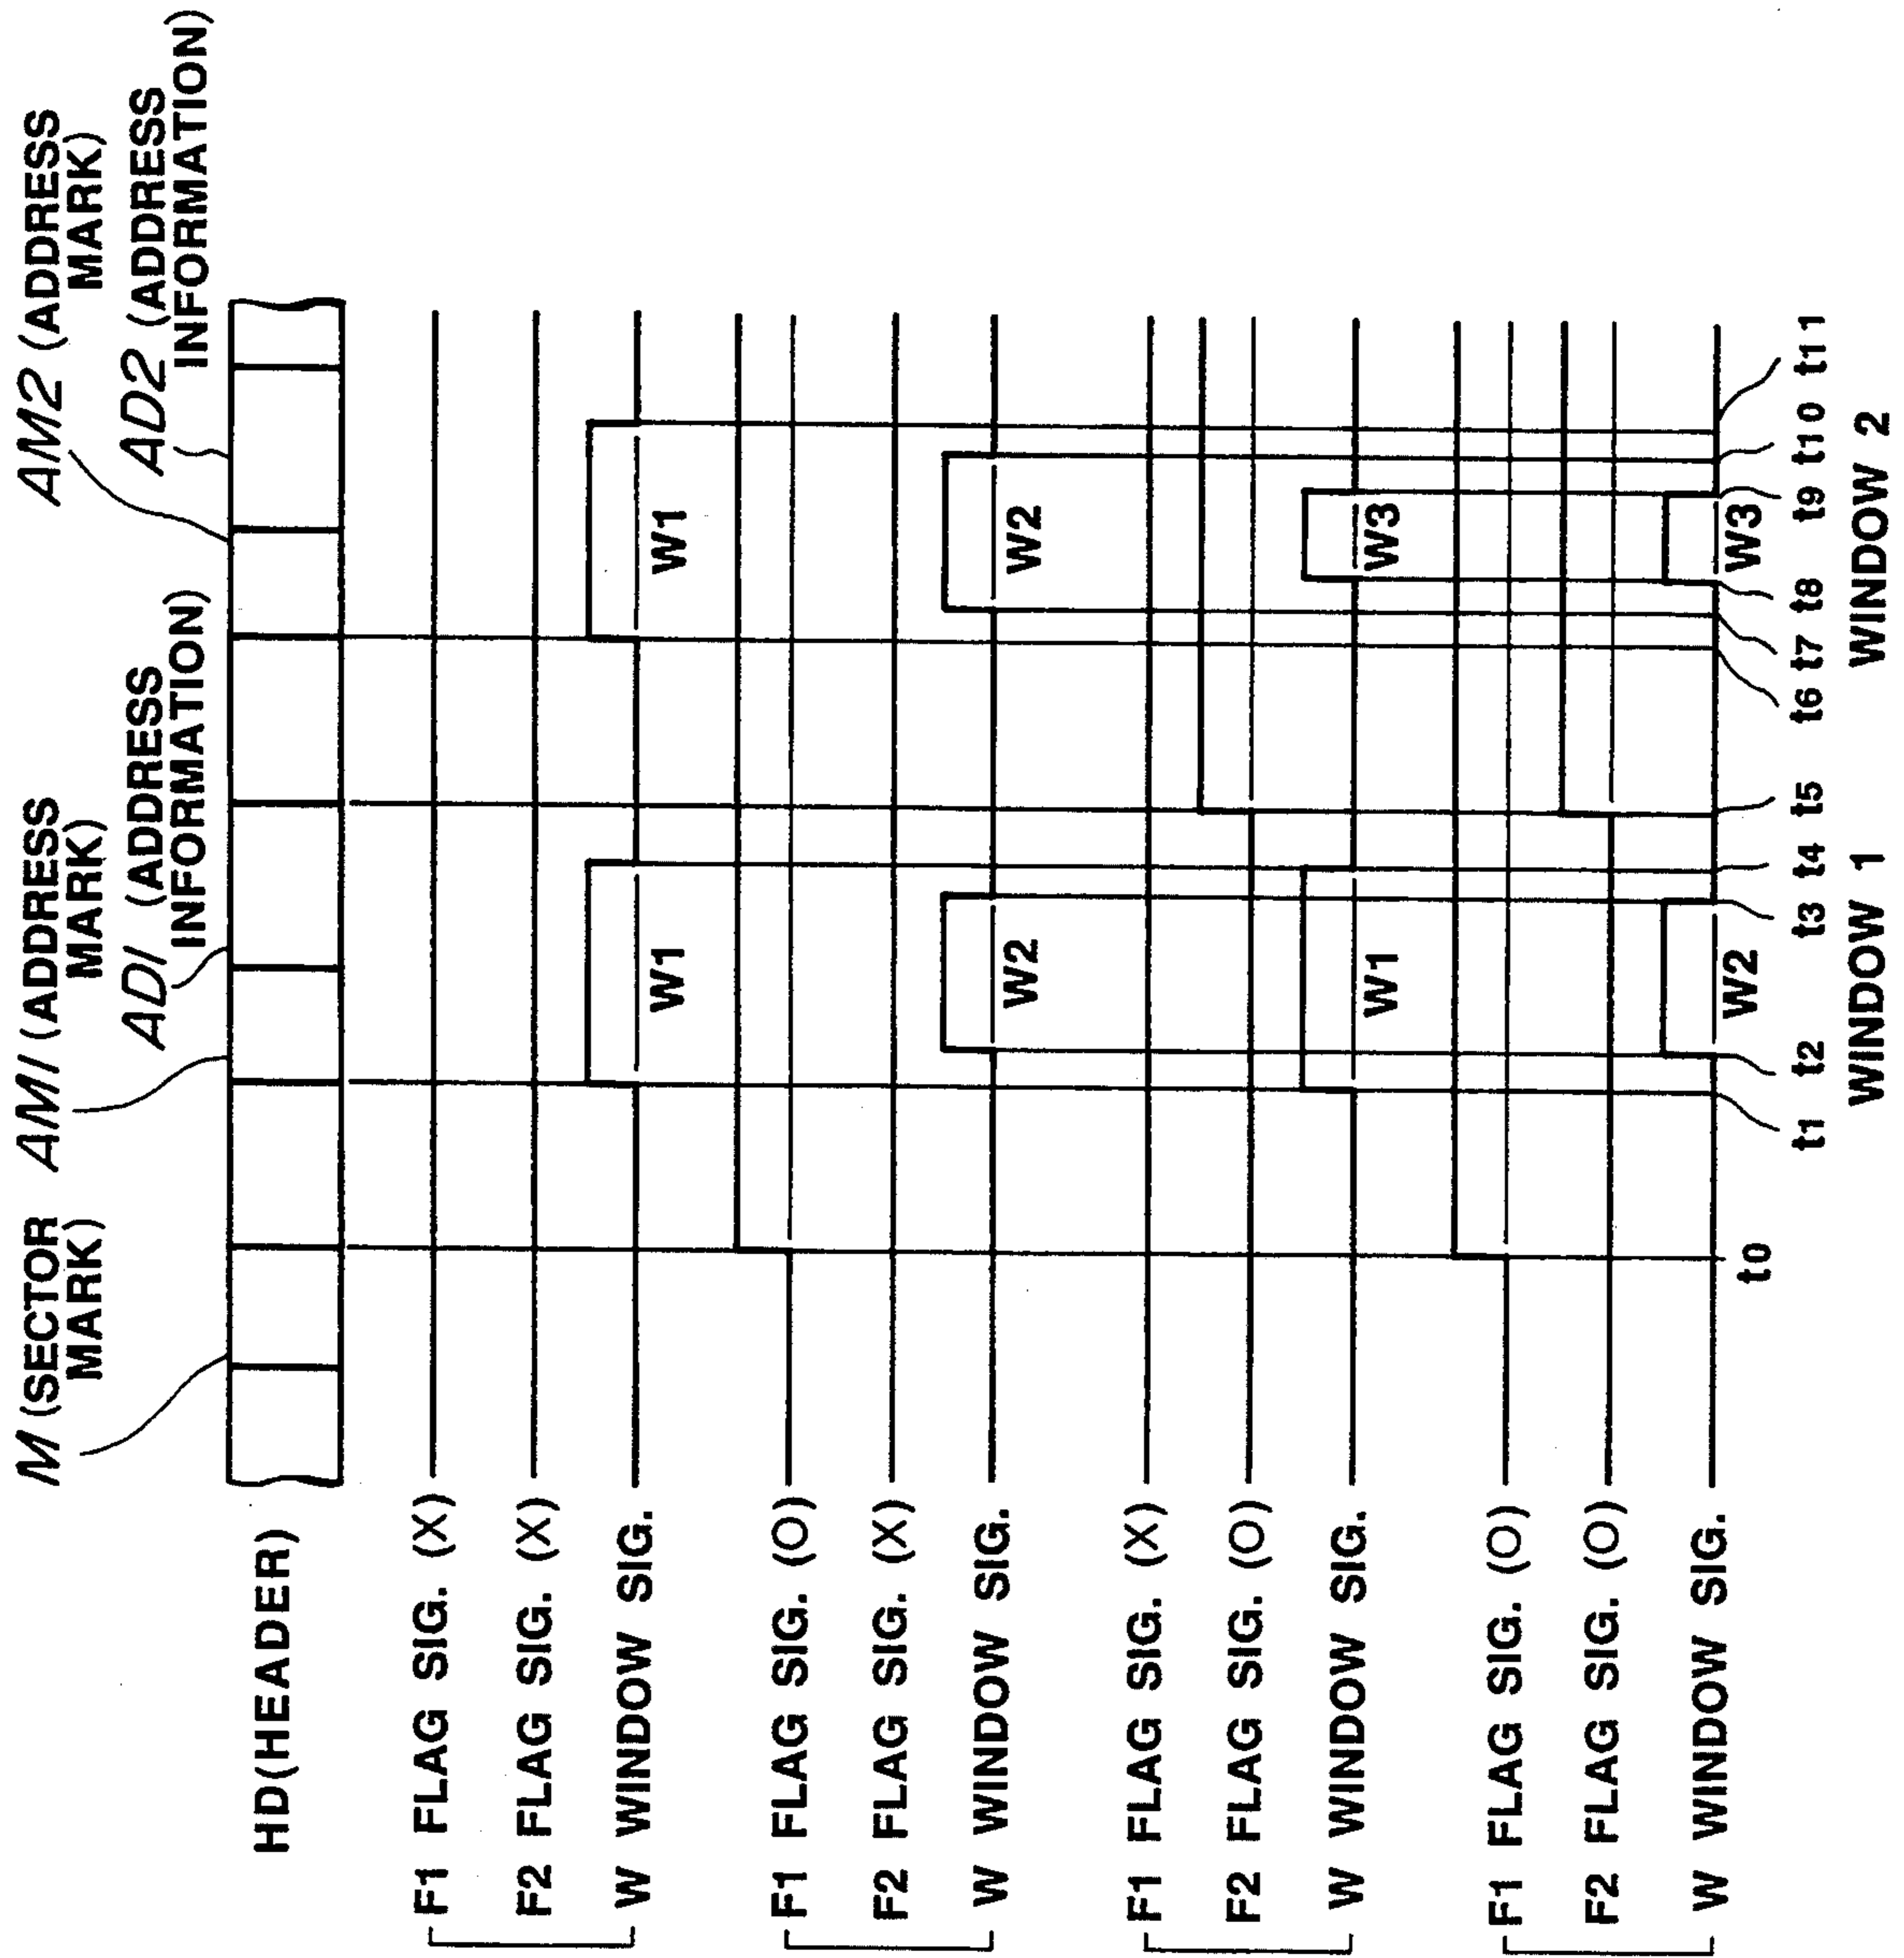 M (SECTOR
MARK)
AM1 (ADDRESS
MARK)
AD1 (ADDRESS
INFORMATION)
AM2 (ADDRESS
MARK)
AD2 (ADDRESS
INFORMATION)
HD(HEADER)
F1 FLAG SIG. (X)
F2 FLAG SIG. (X)
W WINDOW SIG.
W1
W1
F1 FLAG SIG. (O)
F2 FLAG SIG. (X)
W WINDOW SIG.
W2
W2
F1 FLAG SIG. (X)
F2 FLAG SIG. (O)
W WINDOW SIG.
W1
W3
F1 FLAG SIG. (O)
F2 FLAG SIG. (O)
W WINDOW SIG.
W2
W3
t0
t1 t2 t3 t4 t5 t6 t7 t8 t9 t10 t11
WINDOW 1
WINDOW 2